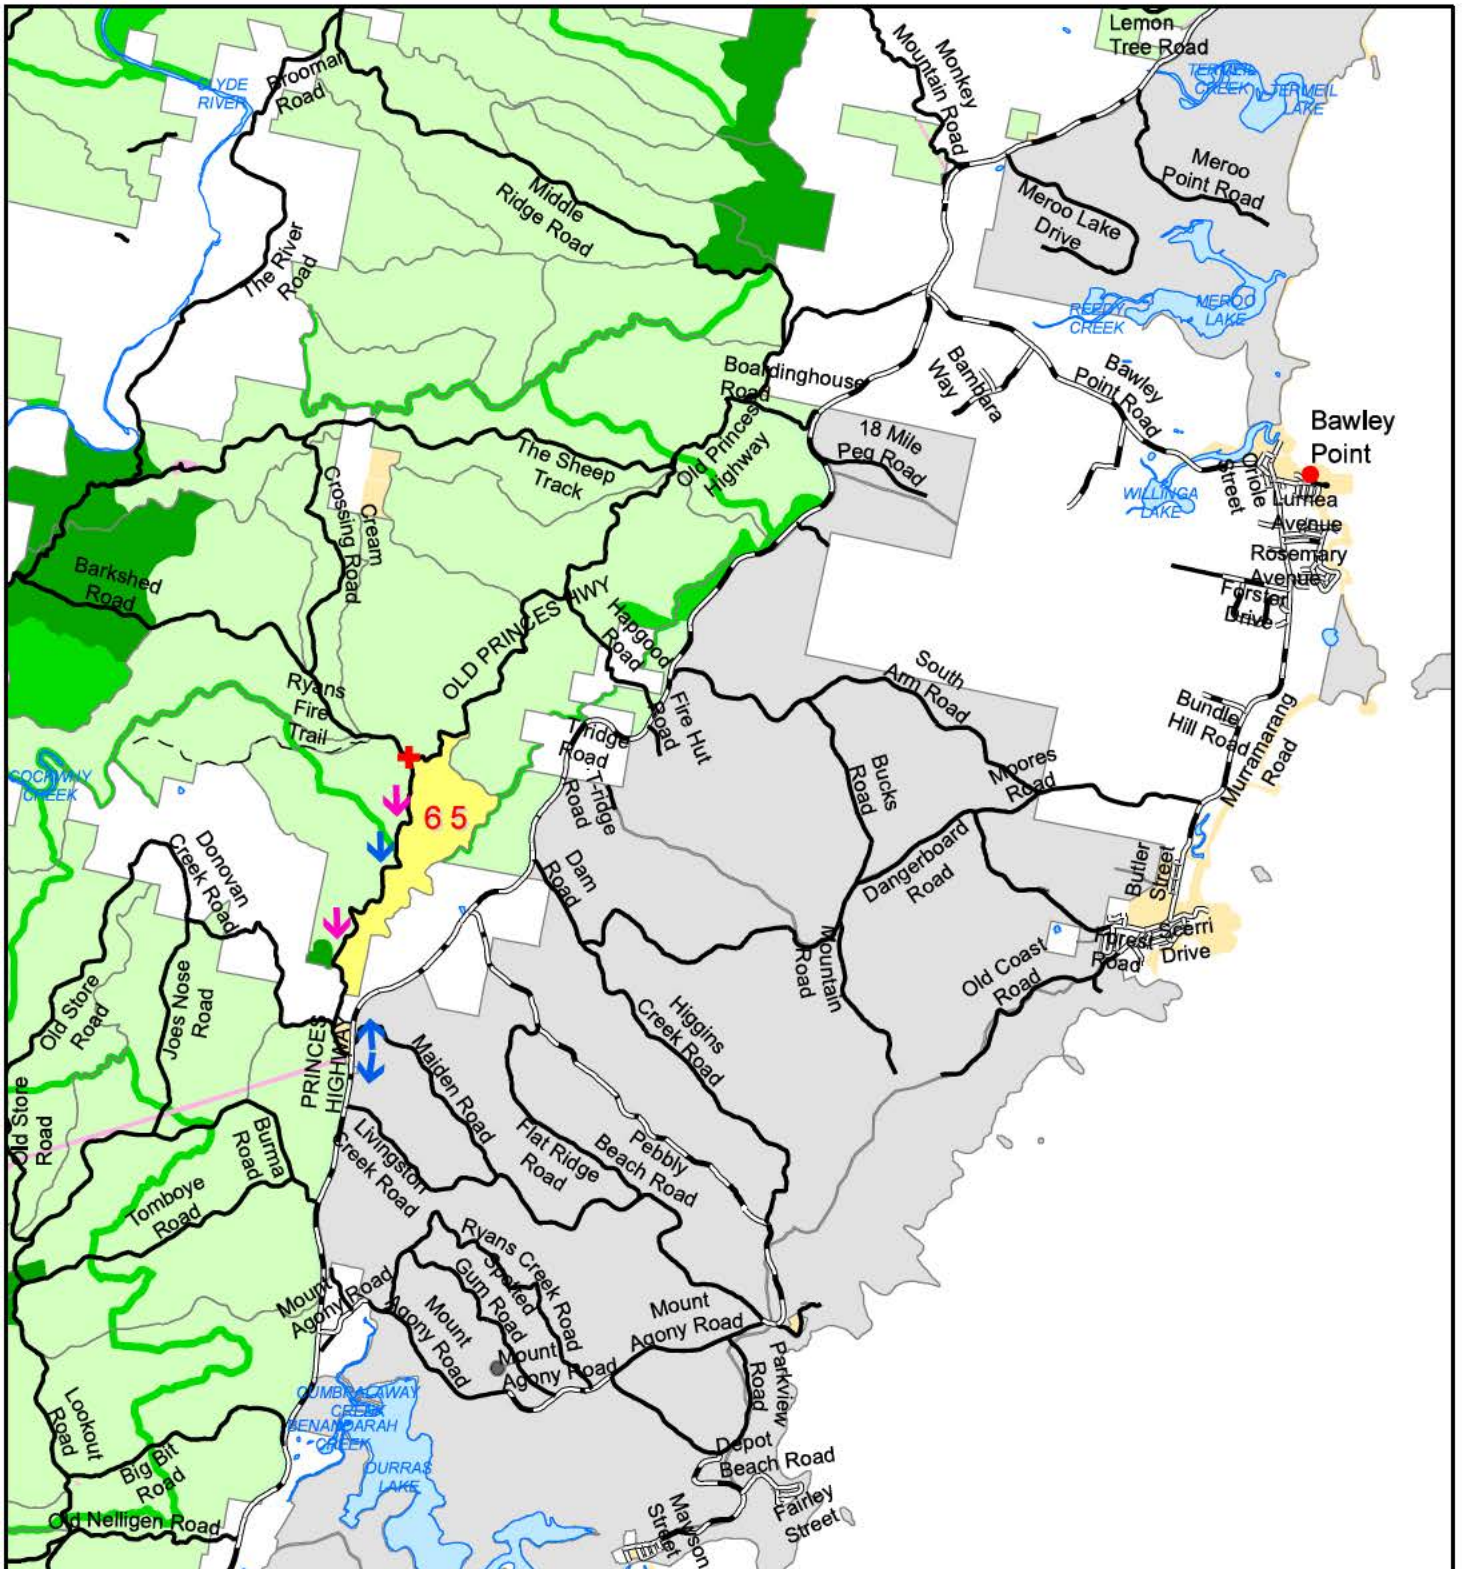 Lemon
Tree Road
Monkey
Mountain Road
CLYDE
RIVER
Brooman
Road
TERMEIL
CREEK
TERMEIL
LAKE
Meroo
Point Road
Middle
Ridge Road
Meroo Lake
Drive
The River
Road
REEDY
CREEK
MEROO
LAKE
Boardinghouse
Road
Bambara
Way
Bawley
Point Road
Bawley
Point
18 Mile
Peg Road
Old Princes
Highway
The Sheep
Track
Crossing Road
Cream
WILLINGA
LAKE
Oriole
Street
Lurnea
Avenue
Rosemary
Avenue
Forster
Drive
Barkshed
Road
OLD PRINCES HWY
Hapgood
Road
Ryans
Fire
Trail
South
Arm Road
Fire Hut
Road
Bundle
Hill Road
Murramarang
Road
Tridge
Road
T-ridge
Road
Bucks
Road
Moores
Road
COCKWHY
CREEK
65
Donovan
Creek Road
Dam
Road
Dangerboard
Road
Butler
Street
Forest
Road
Scerri
Drive
Old Coast
Road
Mountain
Road
Old Store
Road
Joes Nose
Road
Higgins
Creek Road
PRINCES
HIGHWAY
Maiden Road
Old Store
Road
Burma
Road
Livingston
Creek Road
Flat Ridge
Road
Pebbly
Beach Road
Tomboye
Road
Ryans Creek Road
Spotted
Gum Road
Mount
Agony Road
Mount
Agony Road
Mount
Agony Road
Mount
Agony Road
Parkview
Road
CUMBRALAWAY
CREEK
BENANDARAH
CREEK
DURRAS
LAKE
Lookout
Road
Big Bit
Road
Depot
Beach Road
Fairley
Street
Mawson
Street
Old Nelligen Road